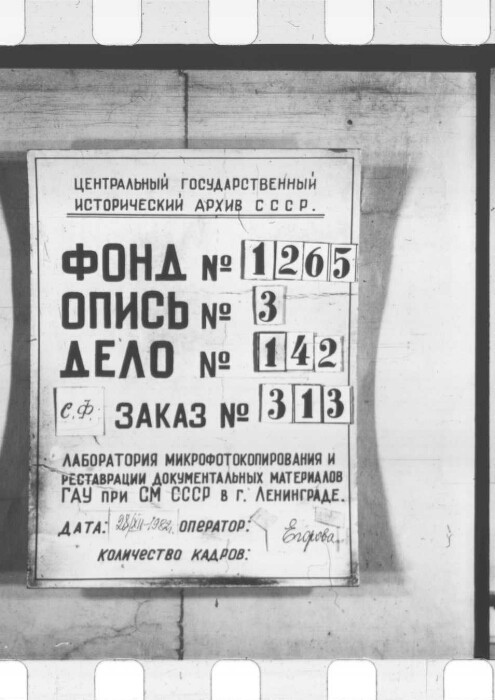 ЦЕНТРАЛЬНЫЙ ГОСУДАРСТВЕННЫЙ
ИСТОРИЧЕСКИЙ АРХИВ СССР.
ФОНД № 1265
ОПИСЬ № 3
ДЕЛО № 142
С.Ф. ЗАКАЗ № 313
ЛАБОРАТОРИЯ МИКРОФОТОКОПИРОВАНИЯ И
РЕСТАВРАЦИИ ДОКУМЕНТАЛЬНЫХ МАТЕРИАЛОВ
ГАУ ПРИ СМ СССР В Г. ЛЕНИНГРАДЕ.
ДАТА: ОПЕРАТОР: Егорова
КОЛИЧЕСТВО КАДРОВ: